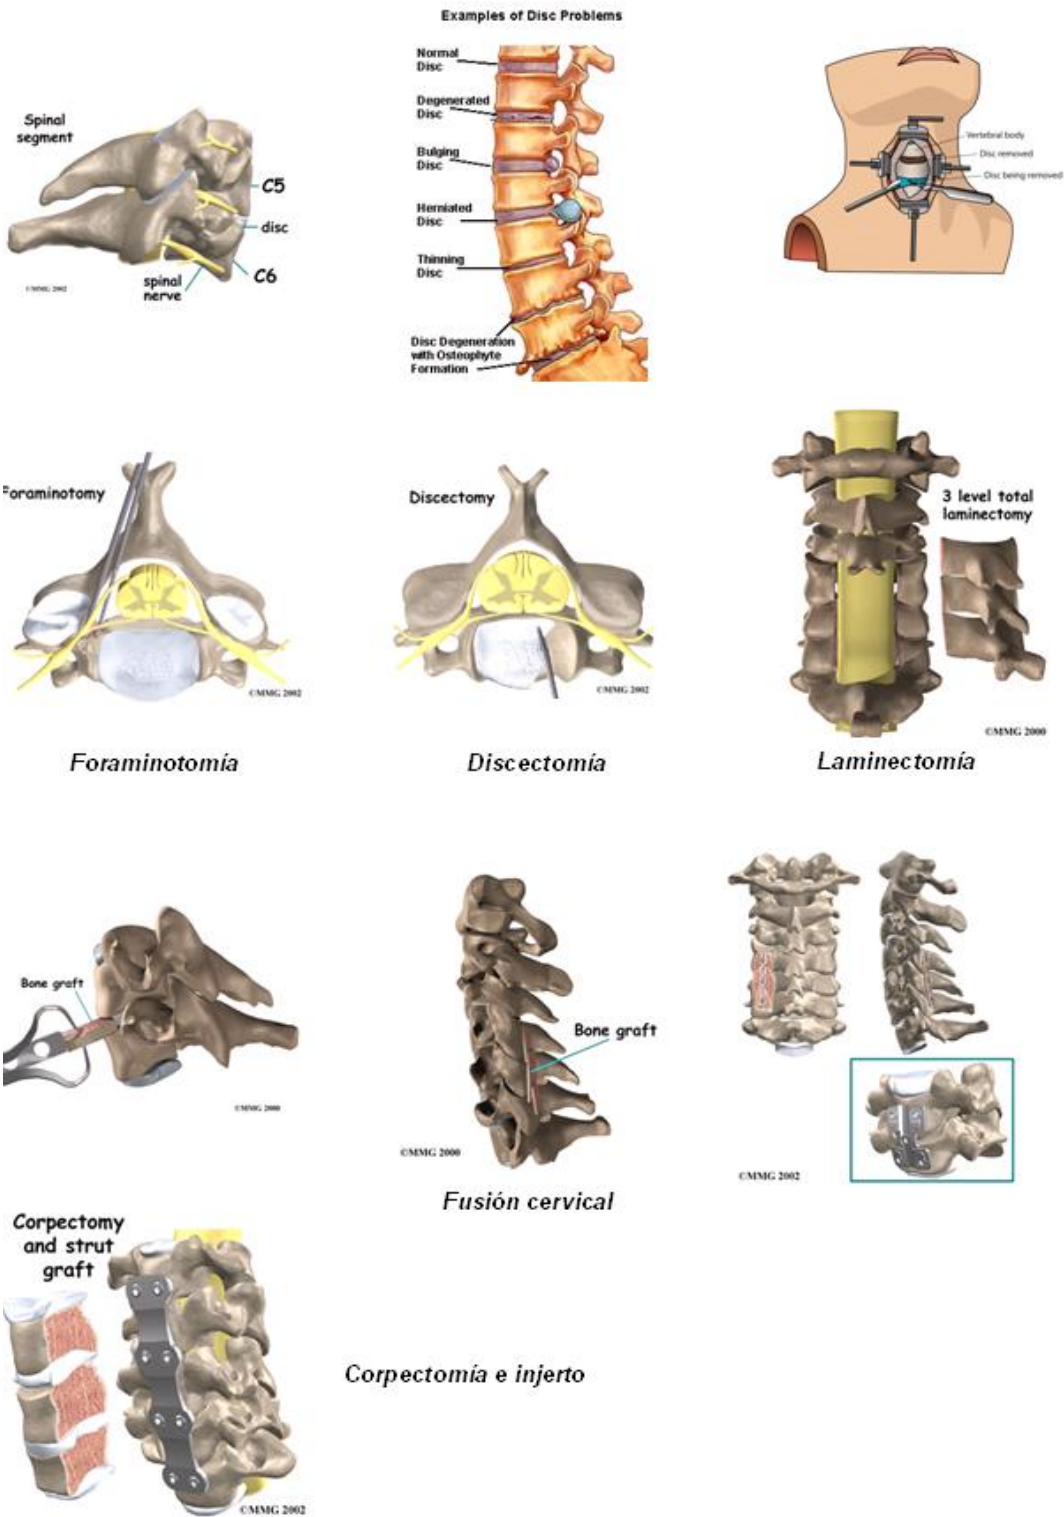 Examples of Disc Problems
Spinal
segment
C5
disc
C6
spinal
nerve
©MMG 2002
Normal
Disc
Degenerated
Disc
Bulging
Disc
Herniated
Disc
Thinning
Disc
Disc Degeneration
with Osteophyte
Formation
Vertebral body
Disc removed
Disc being removed
Foraminotomy
©MMG 2002
Discectomy
©MMG 2002
3 level total
laminectomy
©MMG 2000
Foraminotomía
Discectomía
Laminectomía
Bone graft
©MMG 2000
Bone graft
©MMG 2000
©MMG 2002
Fusión cervical
Corpectomy
and strut
graft
©MMG 2002
Corpectomía e injerto